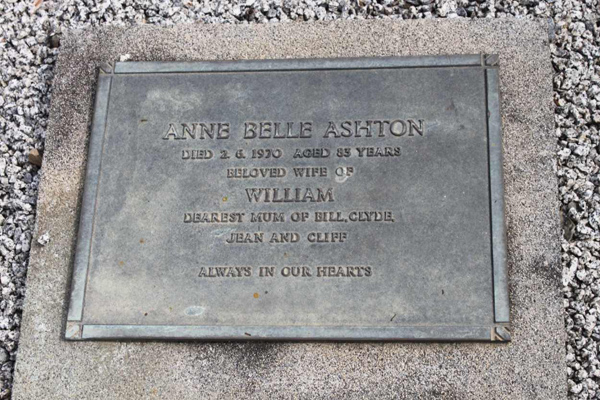 ANNE BELLE ASHTON
DIED 2. 6. 1970 AGED 83 YEARS
BELOVED WIFE OF
WILLIAM
DEAREST MUM OF BILL, CLYDE,
JEAN AND CLIFF
ALWAYS IN OUR HEARTS